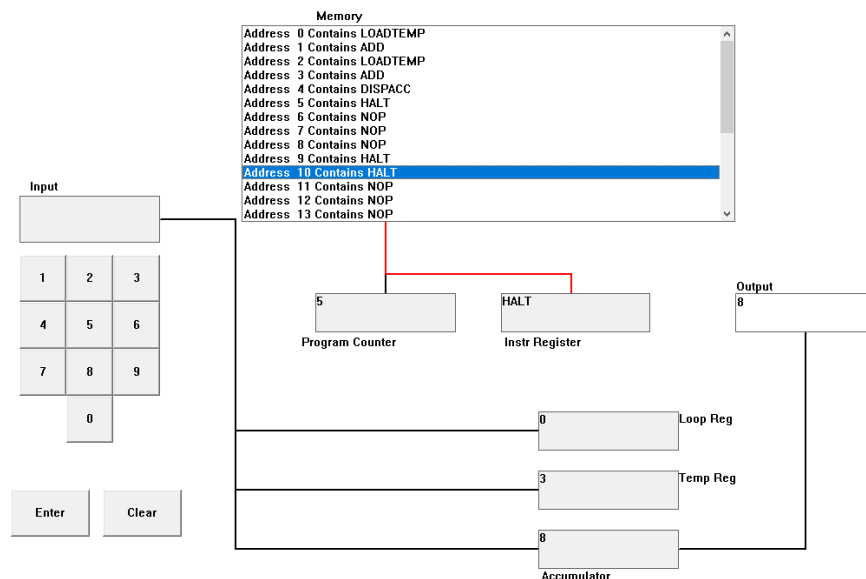 Memory
Address 0 Contains LOADTEMP
Address 1 Contains ADD
Address 2 Contains LOADTEMP
Address 3 Contains ADD
Address 4 Contains DISPACC
Address 5 Contains HALT
Address 6 Contains NOP
Address 7 Contains NOP
Address 8 Contains NOP
Address 9 Contains HALT
Address 10 Contains HALT
Address 11 Contains NOP
Address 12 Contains NOP
Address 13 Contains NOP
Input
1 2 3
4 5 6
7 8 9
0
Enter Clear
5
Program Counter
HALT
Instr Register
Output
8
0
Loop Reg
3
Temp Reg
8
Accumulator